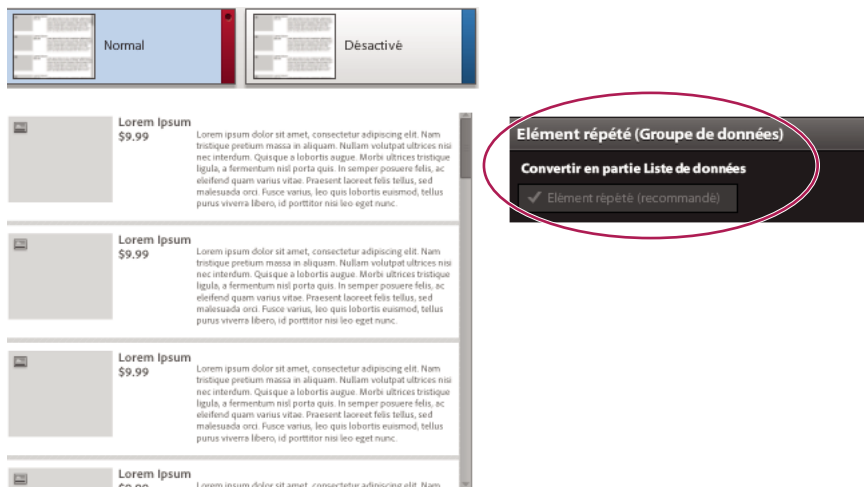 Normal
Désactivé
Lorem Ipsum
$9.99
Lorem ipsum dolor sit amet, consectetur adipiscing elit. Nam
tristique pretium massa in aliquam. Nullam volutpat ultrices nisi
nec interdum. Quisque a lobortis augue. Morbi ultrices tristique
ligula, a fermentum nisl porta quis. In semper posuere felis, ac
eleifend quam varius vitae. Praesent laoreet felis tellus, sed
malesuada orci. Fusce varius, leo quis lobortis euismod, tellus
purus viverra libero, id porttitor nisi leo eget nunc.
Lorem Ipsum
$9.99
Lorem ipsum dolor sit amet, consectetur adipiscing elit. Nam
tristique pretium massa in aliquam. Nullam volutpat ultrices nisi
nec interdum. Quisque a lobortis augue. Morbi ultrices tristique
ligula, a fermentum nisl porta quis. In semper posuere felis, ac
eleifend quam varius vitae. Praesent laoreet felis tellus, sed
malesuada orci. Fusce varius, leo quis lobortis euismod, tellus
purus viverra libero, id porttitor nisi leo eget nunc.
Lorem Ipsum
$9.99
Lorem ipsum dolor sit amet, consectetur adipiscing elit. Nam
tristique pretium massa in aliquam. Nullam volutpat ultrices nisi
nec interdum. Quisque a lobortis augue. Morbi ultrices tristique
ligula, a fermentum nisl porta quis. In semper posuere felis, ac
eleifend quam varius vitae. Praesent laoreet felis tellus, sed
malesuada orci. Fusce varius, leo quis lobortis euismod, tellus
purus viverra libero, id porttitor nisi leo eget nunc.
Lorem Ipsum
$9.99
Lorem ipsum dolor sit amet, consectetur adipiscing elit. Nam
Elément répété (Groupe de données)
Convertir en partie Liste de données
Elément répété (recommandé)